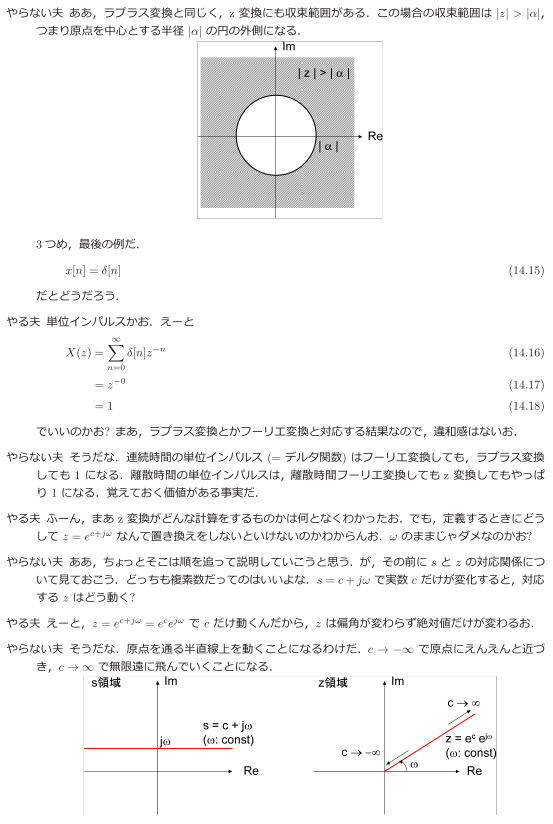 やらない夫 ああ，ラプラス変換と同じく，z 変換にも収束範囲がある．この場合の収束範囲は |z| > |α|，
つまり原点を中心とする半径 |α| の円の外側になる．
Im
| z | > | α |
Re
| α |
3 つめ，最後の例だ．
x[n] = δ[n] (14.15)
だとどうだろう．
やる夫 単位インパルスかお．えーと
X(z) = ∑_{n=0}^{∞} δ[n]z^{−n} (14.16)
= z^{−0} (14.17)
= 1 (14.18)
でいいのかお? まあ，ラプラス変換とかフーリエ変換と対応する結果なので，違和感はないお．
やらない夫 そうだな．連続時間の単位インパルス (= デルタ関数) はフーリエ変換しても，ラプラス変換
しても 1 になる．離散時間の単位インパルスは，離散時間フーリエ変換しても z 変換してもやっぱ
り 1 になる．覚えておく価値がある事実だ．
やる夫 ふーん，まあ z 変換がどんな計算をするものかは何となくわかったお．でも，定義するときにどう
して z = e^{c+jω} なんて置き換えをしないといけないのかわからんお．ω のままじゃダメなのかお?
やらない夫 ああ，ちょっとそこは順を追って説明していこうと思う．が，その前に s と z の対応関係につ
いて見ておこう．どっちも複素数だってのはいいよな．s = c + jω で実数 c だけが変化すると，対応
する z はどう動く?
やる夫 えーと，z = e^{c+jω} = e^{c}e^{jω} で c だけ動くんだから，z は偏角が変わらず絶対値だけが変わるお．
やらない夫 そうだな．原点を通る半直線上を動くことになるわけだ．c → −∞ で原点にえんえんと近づ
き，c → ∞ で無限遠に飛んでいくことになる．
s領域
Im
s = c + jω
(ω: const)
jω
Re
z領域
Im
c → ∞
z = e^{c} e^{jω}
(ω: const)
c → −∞
ω
Re